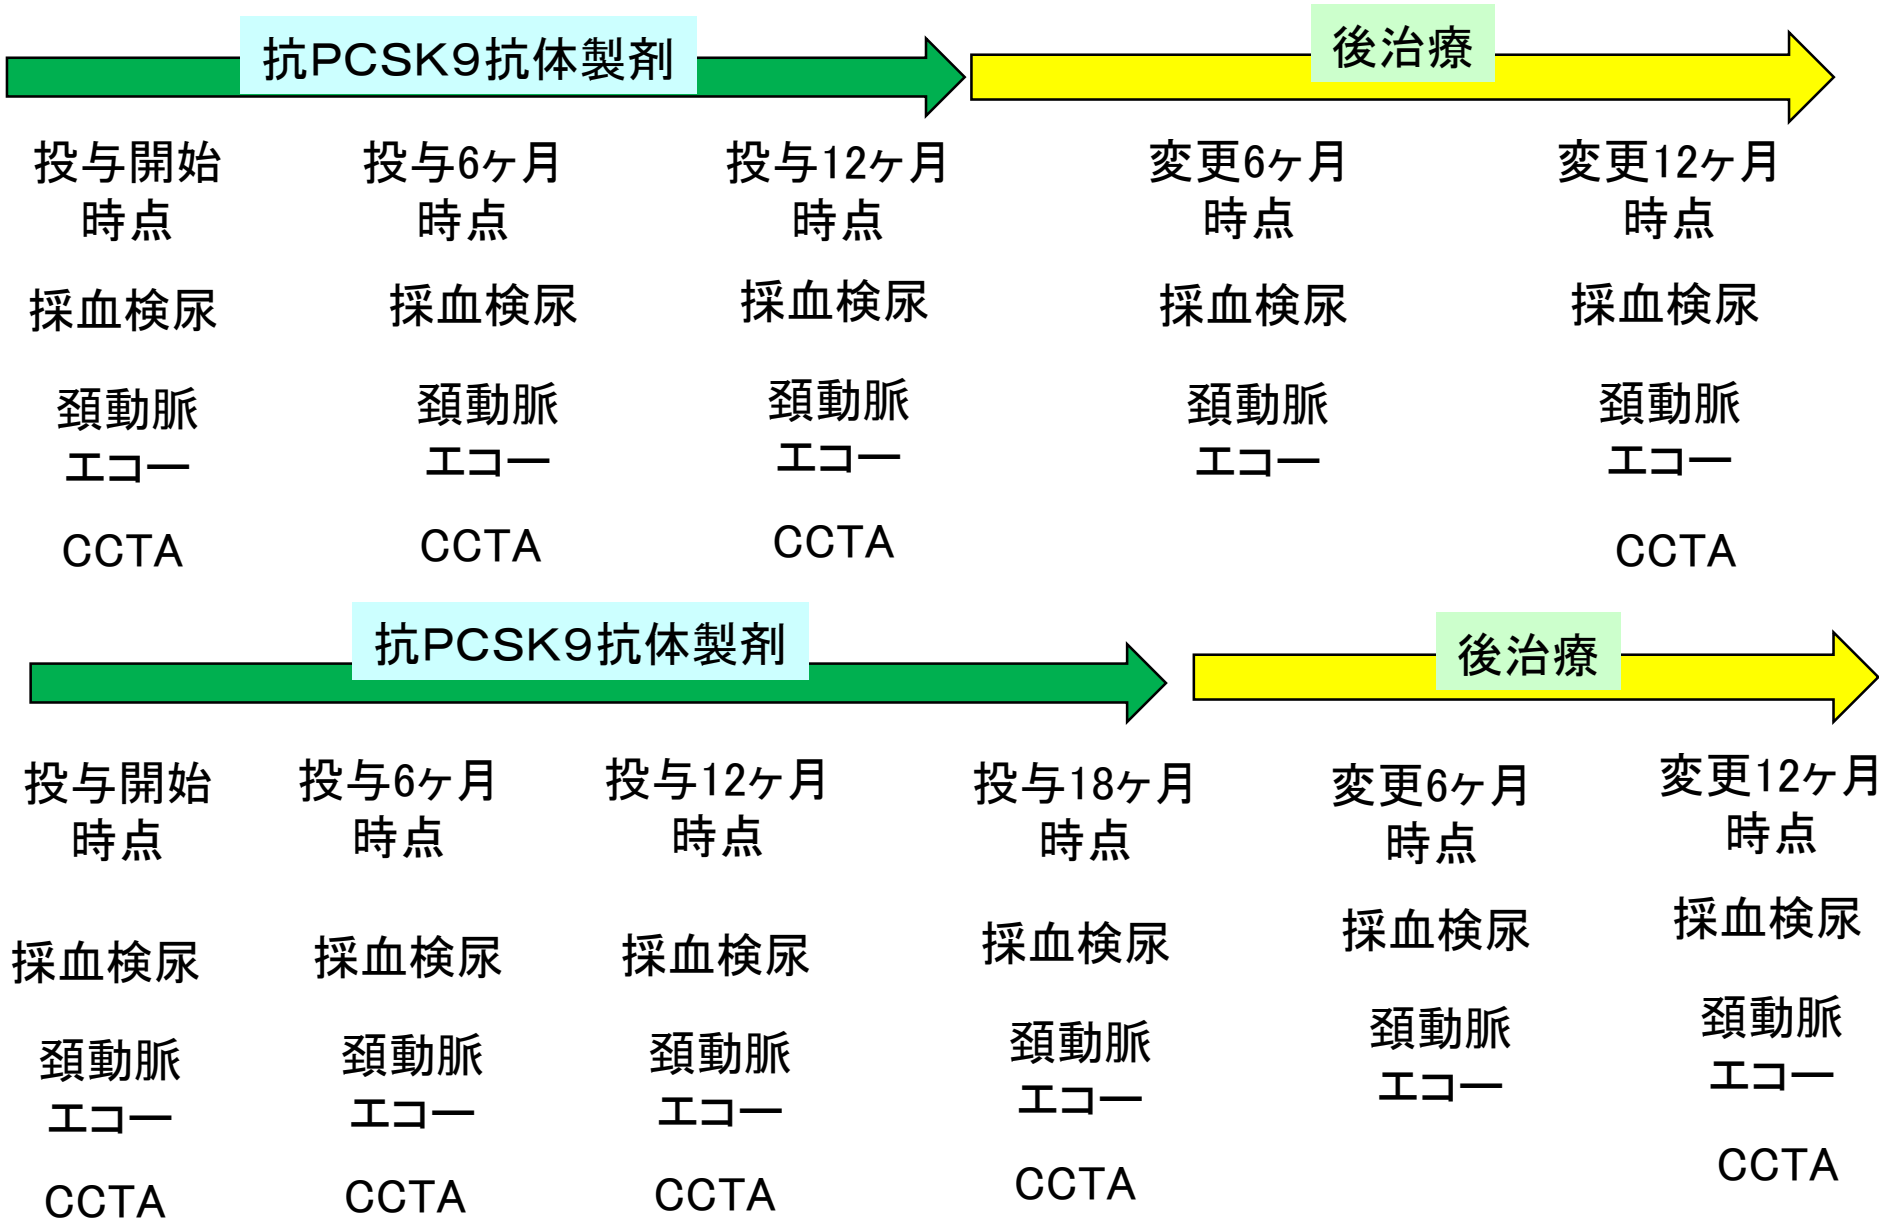 抗PCSK9抗体製剤
後治療
投与開始
時点
投与6ヶ月
時点
投与12ヶ月
時点
変更6ヶ月
時点
変更12ヶ月
時点
採血検尿
採血検尿
採血検尿
採血検尿
採血検尿
頚動脈
エコー
頚動脈
エコー
頚動脈
エコー
頚動脈
エコー
頚動脈
エコー
CCTA
CCTA
CCTA
CCTA
抗PCSK9抗体製剤
後治療
投与開始
時点
投与6ヶ月
時点
投与12ヶ月
時点
投与18ヶ月
時点
変更6ヶ月
時点
変更12ヶ月
時点
採血検尿
採血検尿
採血検尿
採血検尿
採血検尿
採血検尿
頚動脈
エコー
頚動脈
エコー
頚動脈
エコー
頚動脈
エコー
頚動脈
エコー
頚動脈
エコー
CCTA
CCTA
CCTA
CCTA
CCTA